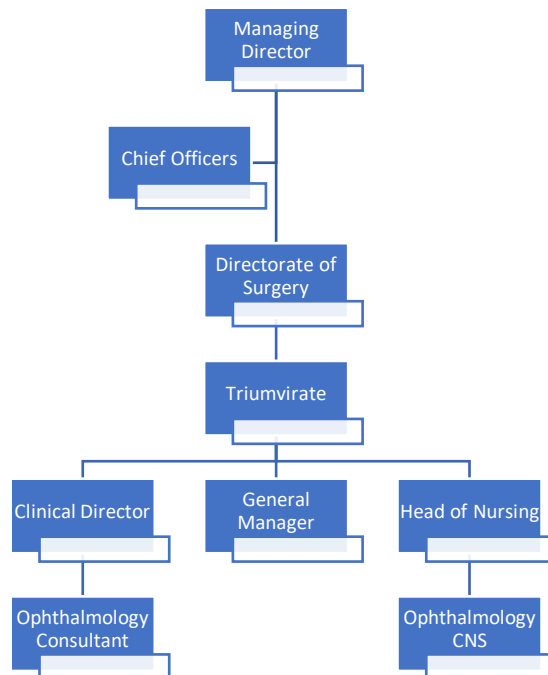 Managing
Director
Chief Officers
Directorate of
Surgery
Triumvirate
Clinical Director
General
Manager
Head of Nursing
Ophthalmology
Consultant
Ophthalmology
CNS